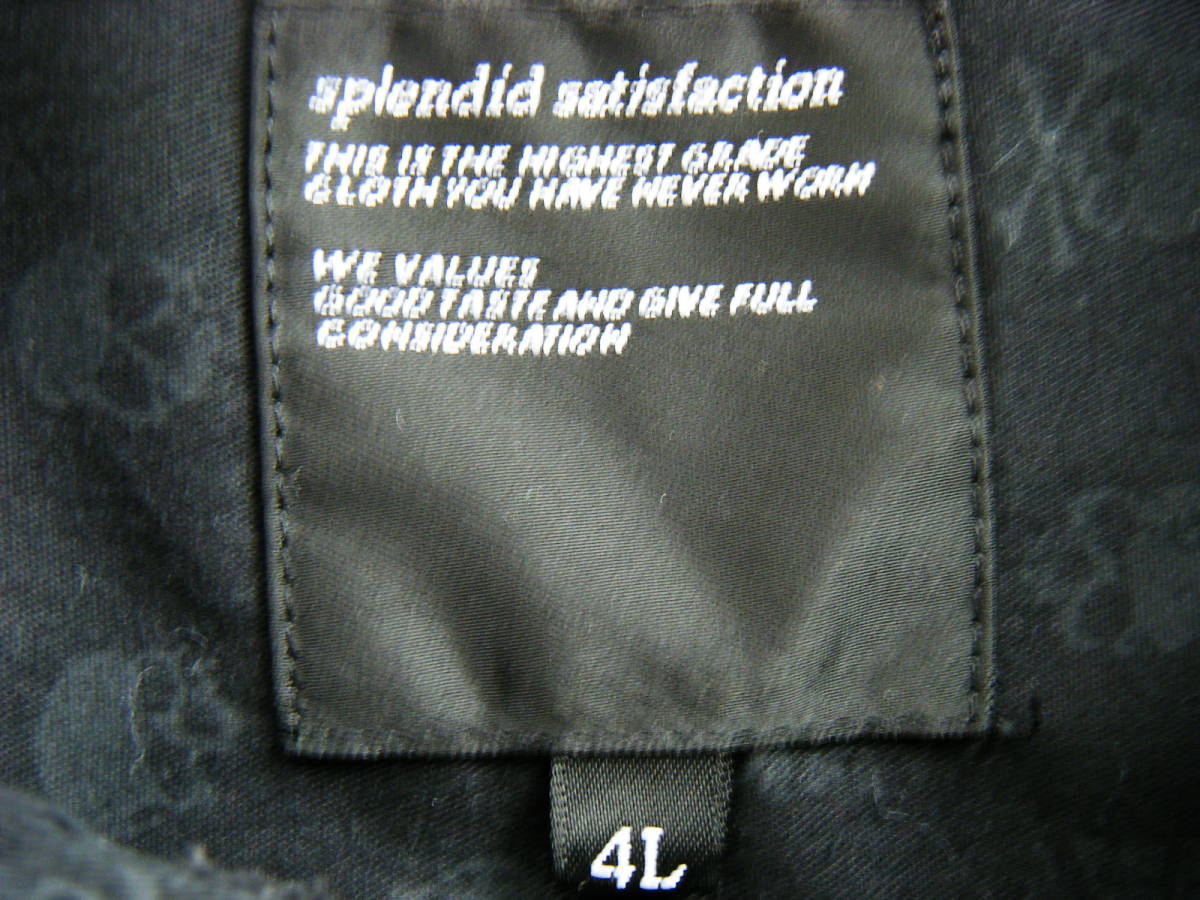 splendid satisfaction
THIS IS THE HIGHEST GRADE
CLOTH YOU HAVE NEVER WORN
WE VALUES
GOOD TASTE AND GIVE FULL
CONSIDERATION
4L